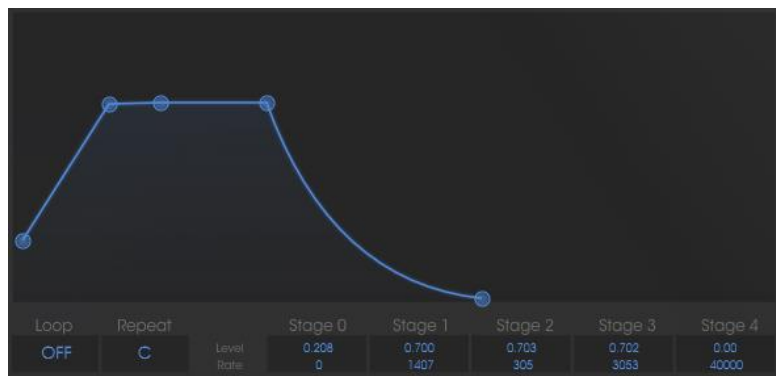 Loop Repeat Stage 0 Stage 1 Stage 2 Stage 3 Stage 4
OFF C Level 0.208 0.700 0.703 0.702 0.00
Rate 0 1407 305 3053 40000